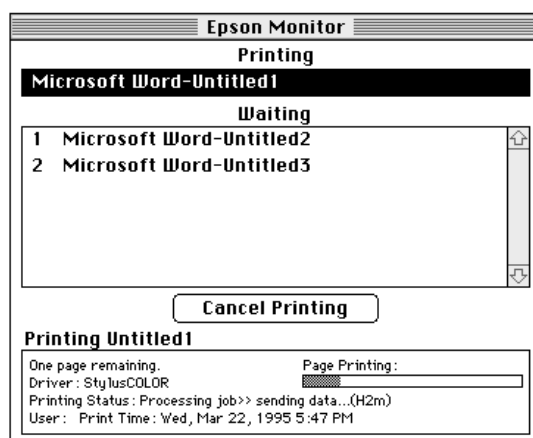 Epson Monitor
Printing
Microsoft Word-Untitled1
Waiting
1 Microsoft Word-Untitled2
2 Microsoft Word-Untitled3
Cancel Printing
Printing Untitled1
One page remaining. Page Printing:
Driver: StylusCOLOR
Printing Status: Processing job>> sending data...(H2m)
User: Print Time: Wed, Mar 22, 1995 5:47 PM